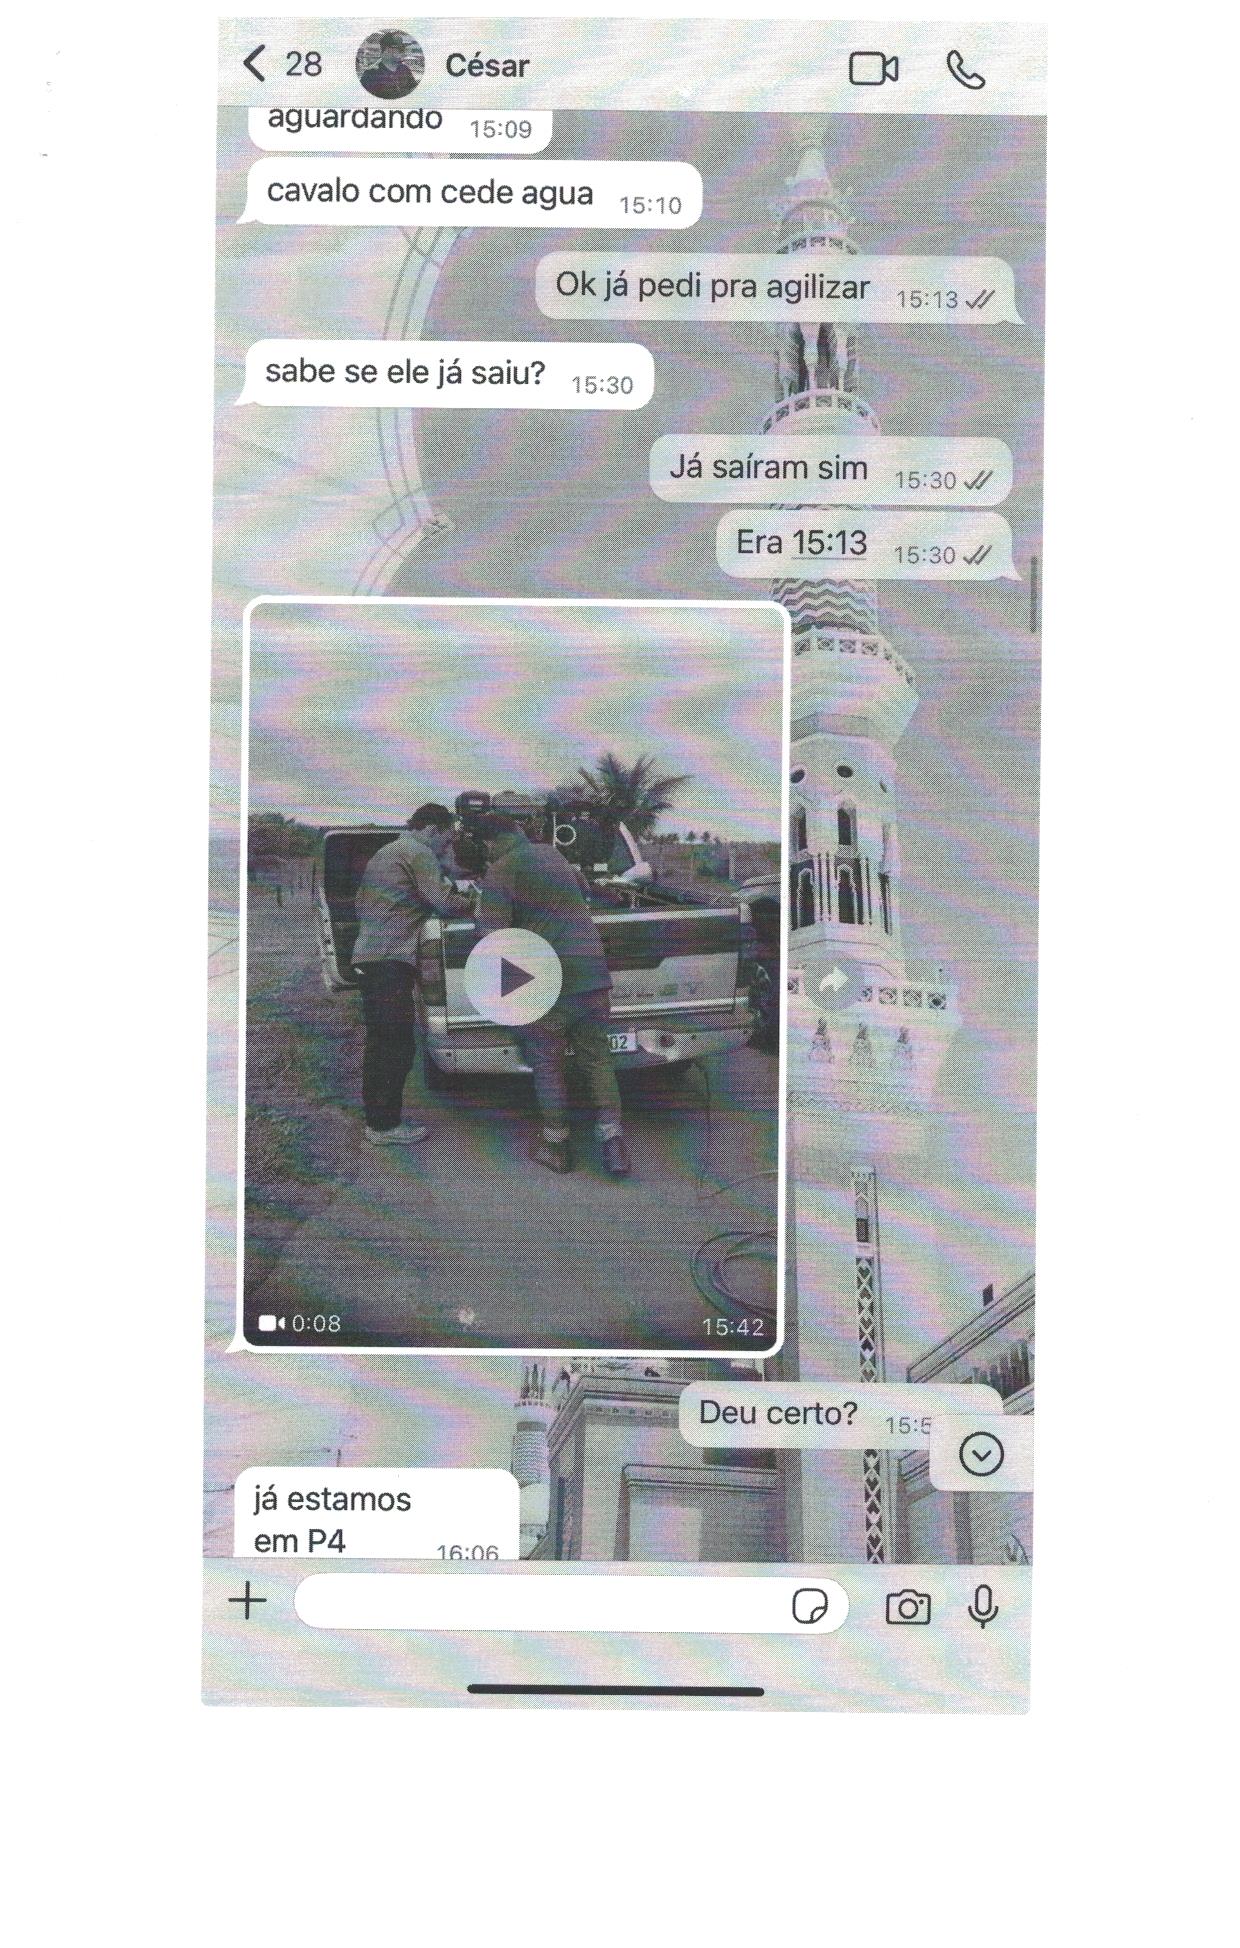 28 César
aguardando 15:09
cavalo com cede agua 15:10
Ok já pedi pra agilizar 15:13
sabe se ele já saiu? 15:30
Já saíram sim 15:30
Era 15:13 15:30
02
0:08 15:42
Deu certo? 15:5
já estamos
em P4 16:06